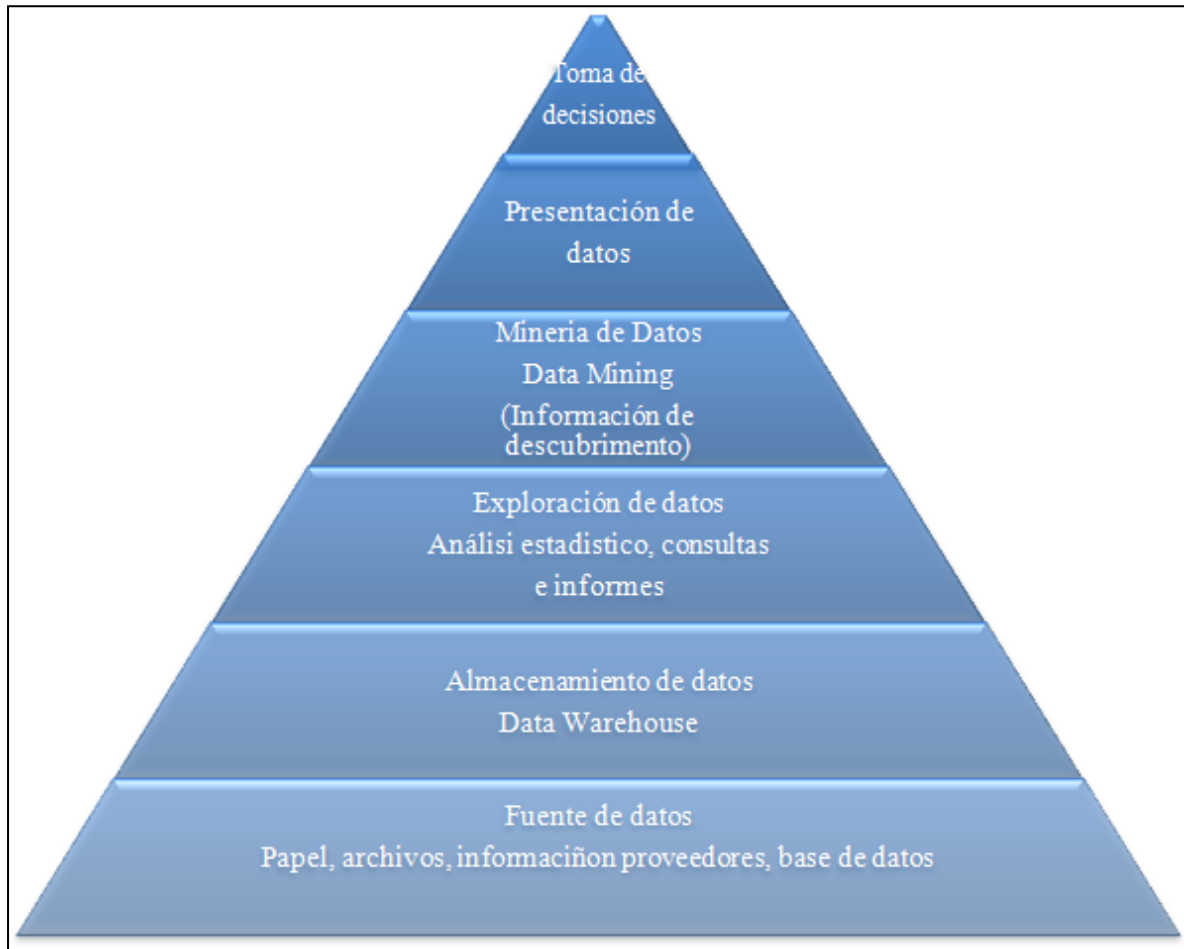 Toma de
decisiones
Presentación de
datos
Mineria de Datos
Data Mining
(Información de
descubrimento)
Exploración de datos
Análisi estadistico, consultas
e informes
Almacenamiento de datos
Data Warehouse
Fuente de datos
Papel, archivos, informaciñon proveedores, base de datos